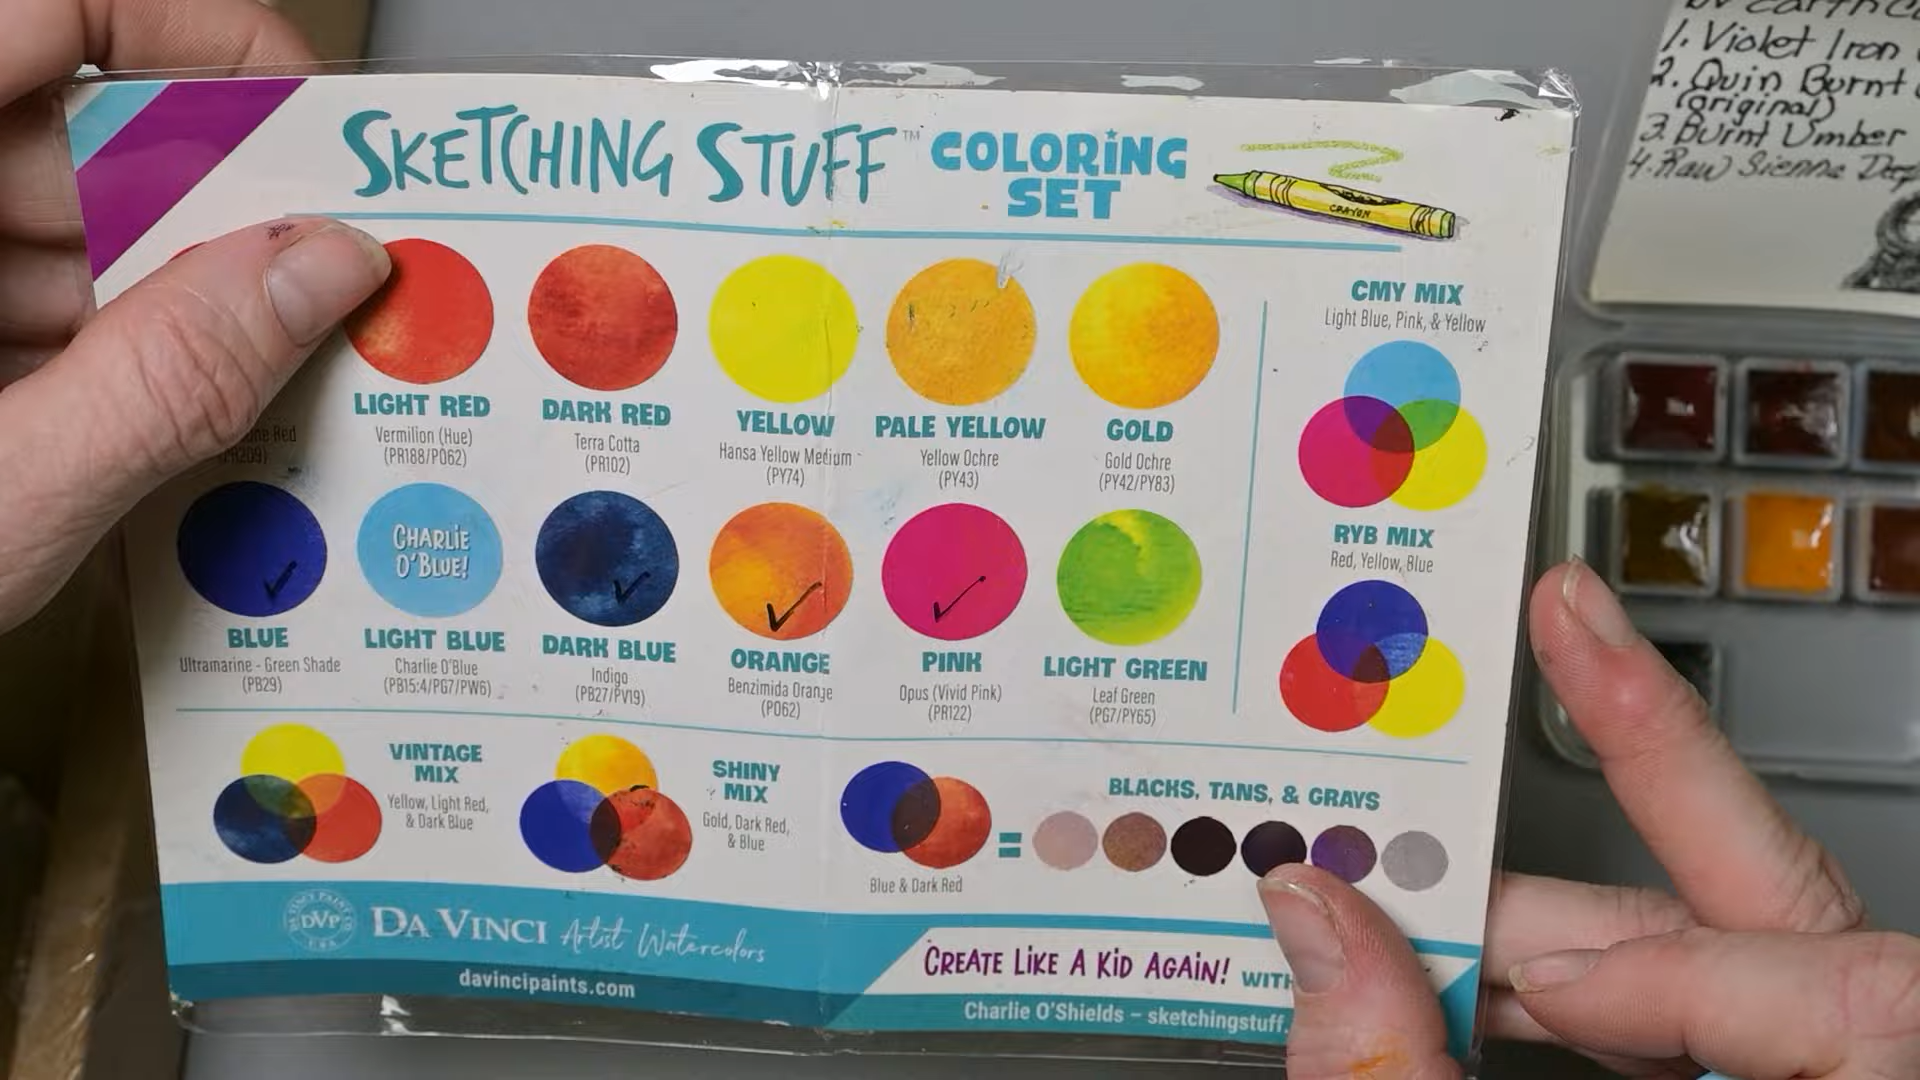 SKETCHING STUFF™ COLORING SET
CRAYON
Red
LIGHT RED
Vermilion (Hue)
(PR188/PO62)
DARK RED
Terra Cotta
(PR102)
YELLOW
Hansa Yellow Medium
(PY74)
PALE YELLOW
Yellow Ochre
(PY43)
GOLD
Gold Ochre
(PY42/PY83)
CMY MIX
Light Blue, Pink, & Yellow
RYB MIX
Red, Yellow, Blue
BLUE
Ultramarine - Green Shade
(PB29)
CHARLIE
O'BLUE!
LIGHT BLUE
Charlie O'Blue
(PB15:4/PG7/PW6)
DARK BLUE
Indigo
(PB27/PV19)
ORANGE
Benzimida Orange
(PO62)
PINK
Opus (Vivid Pink)
(PR122)
LIGHT GREEN
Leaf Green
(PG7/PY65)
VINTAGE
MIX
Yellow, Light Red,
& Dark Blue
SHINY
MIX
Gold, Dark Red,
& Blue
Blue & Dark Red
=
BLACKS, TANS, & GRAYS
DVP
DA VINCI Artist Watercolors
davincipaints.com
CREATE LIKE A KID AGAIN! WITH
Charlie O'Shields – sketchingstuff.
1. Violet Iron
2. Quin Burnt
(original)
3. Burnt Umber
4. Raw Sienna Deep